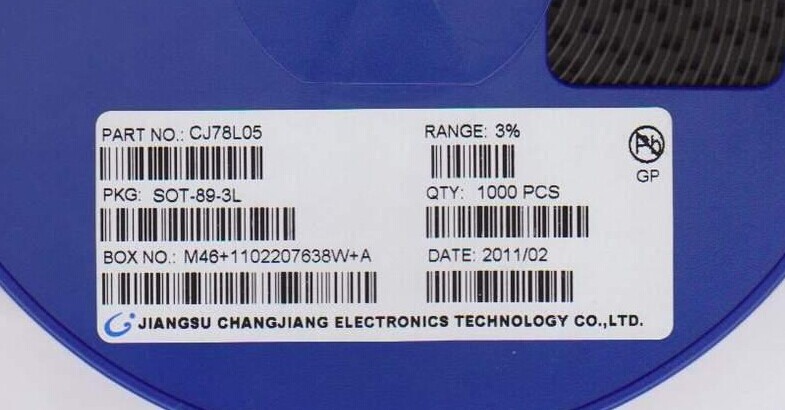 PART NO.: CJ78L05
RANGE: 3%
Pb
GP
PKG: SOT-89-3L
QTY: 1000 PCS
BOX NO.: M46+1102207638W+A
DATE: 2011/02
JIANGSU CHANGJIANG ELECTRONICS TECHNOLOGY CO.,LTD.